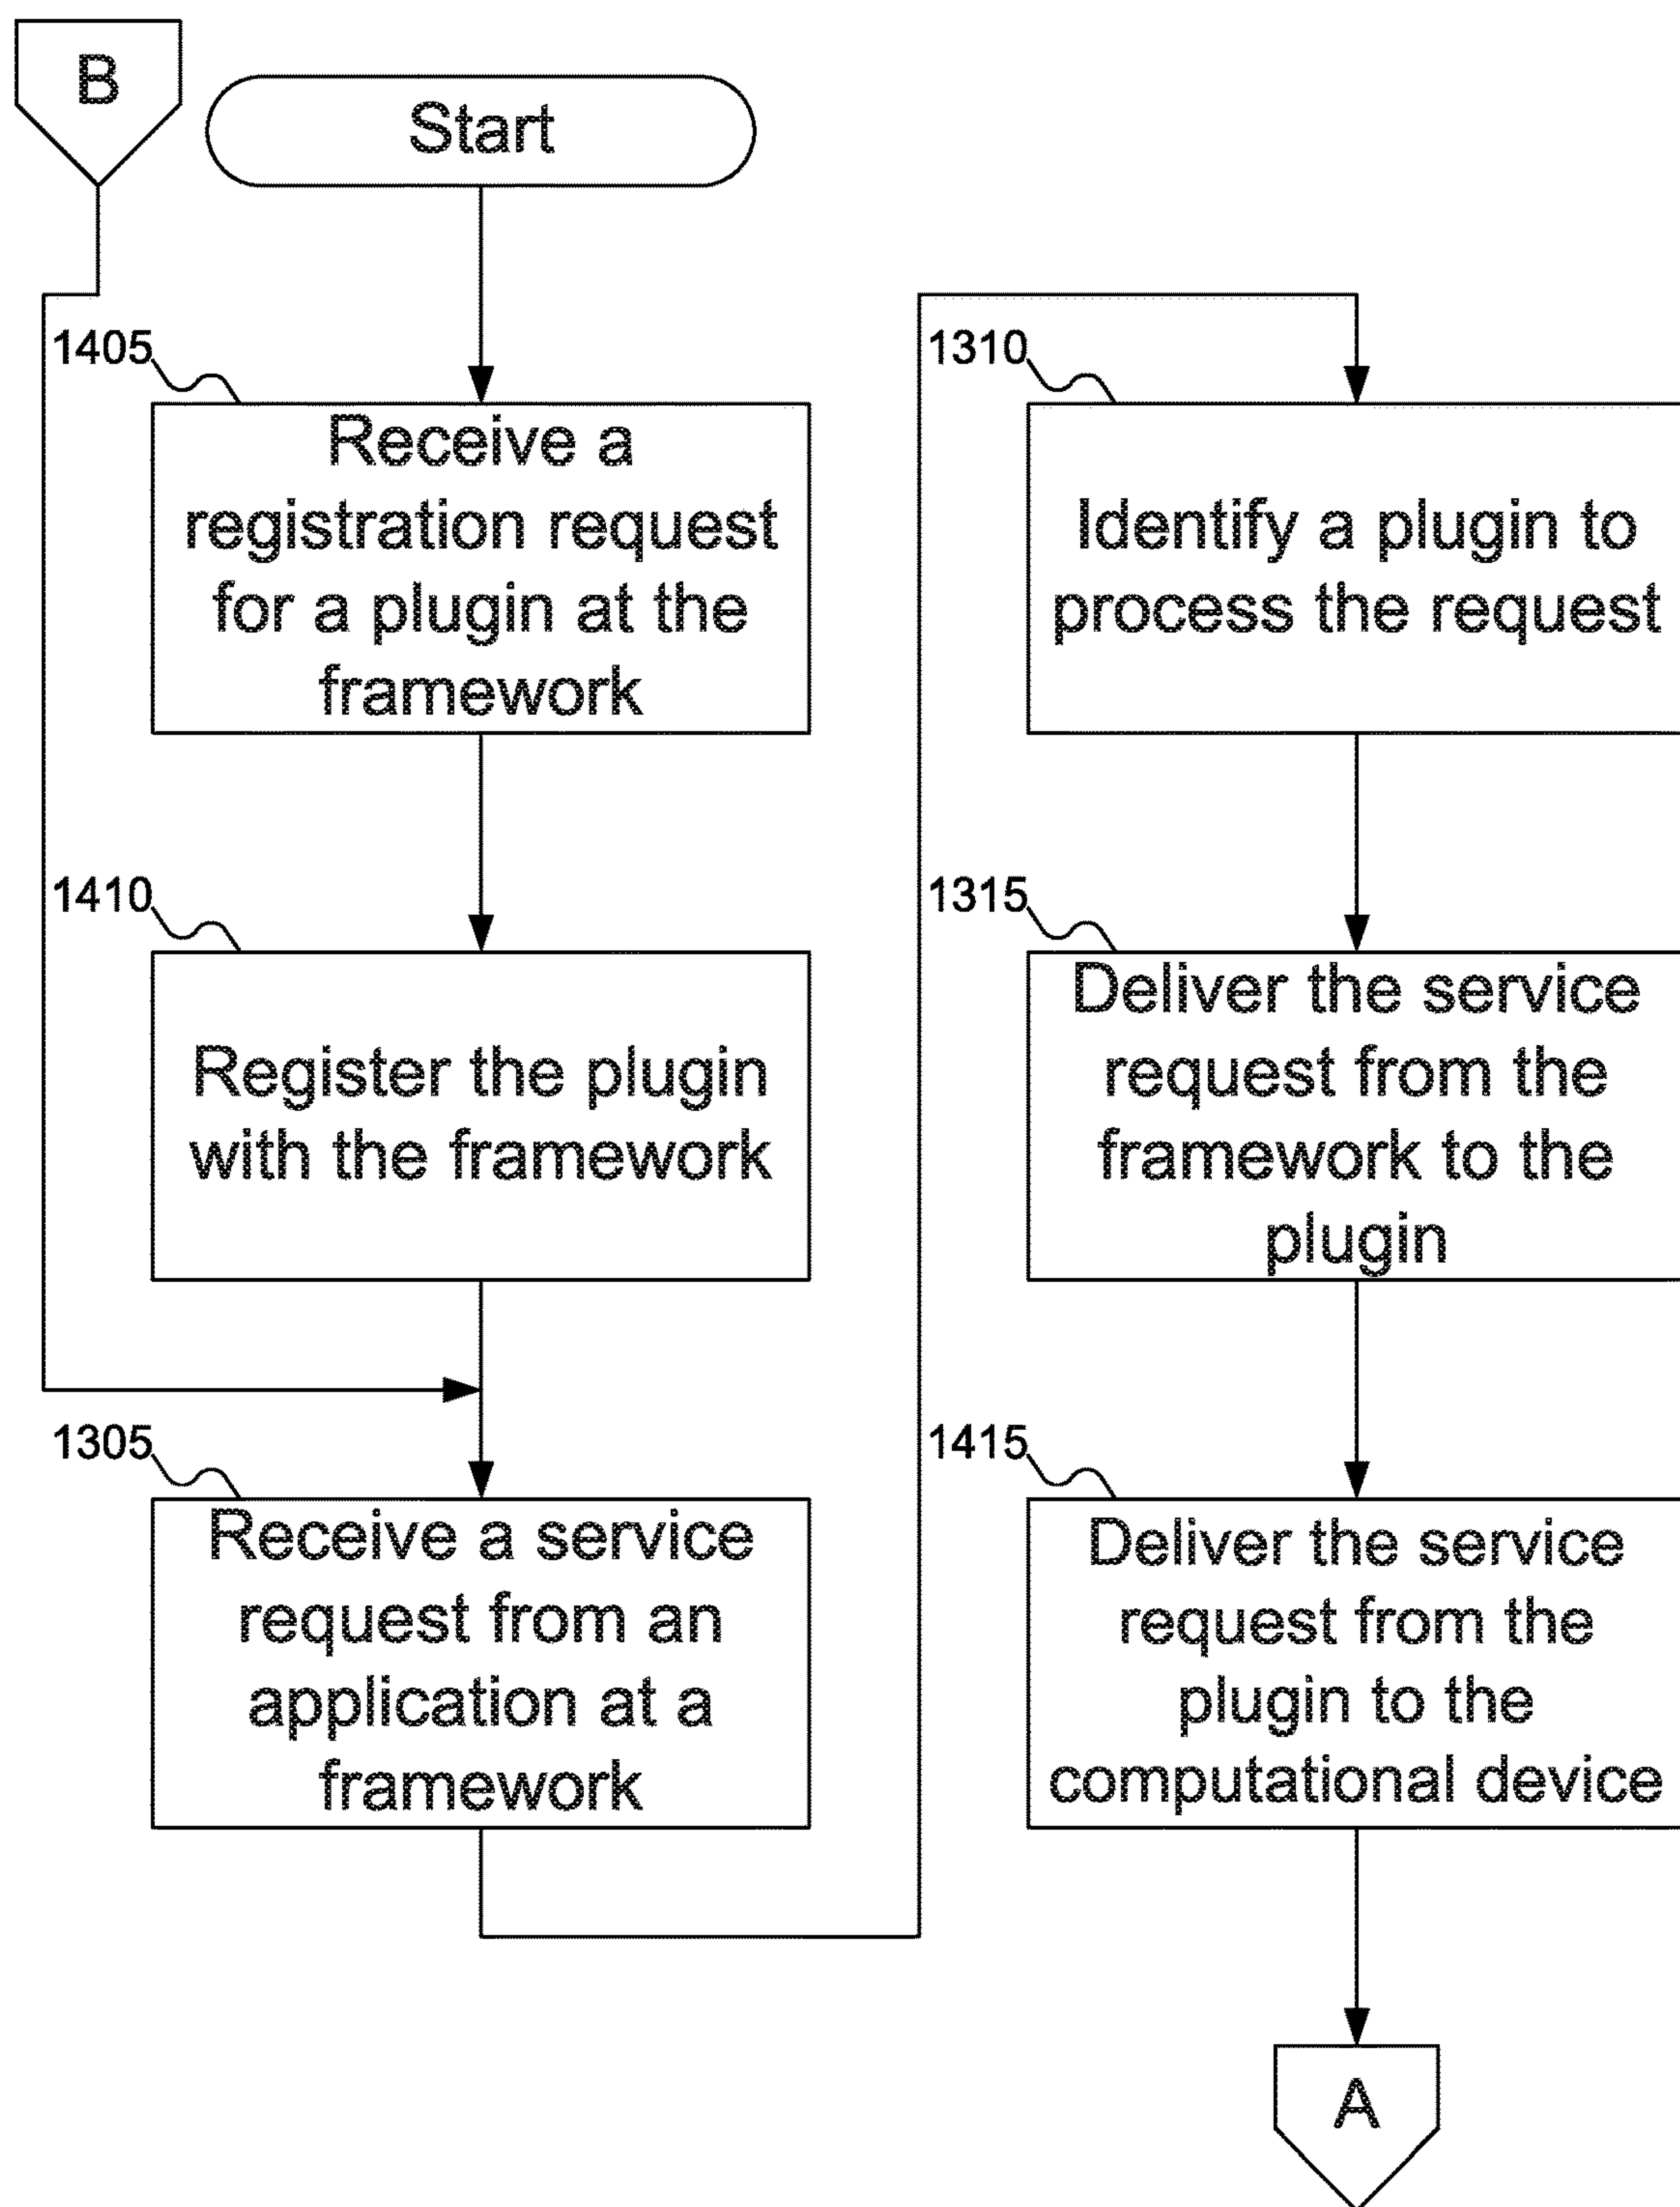 B
Start
1405
Receive a
registration request
for a plugin at the
framework
1410
Register the plugin
with the framework
1305
Receive a service
request from an
application at a
framework
1310
Identify a plugin to
process the request
1315
Deliver the service
request from the
framework to the
plugin
1415
Deliver the service
request from the
plugin to the
computational device
A